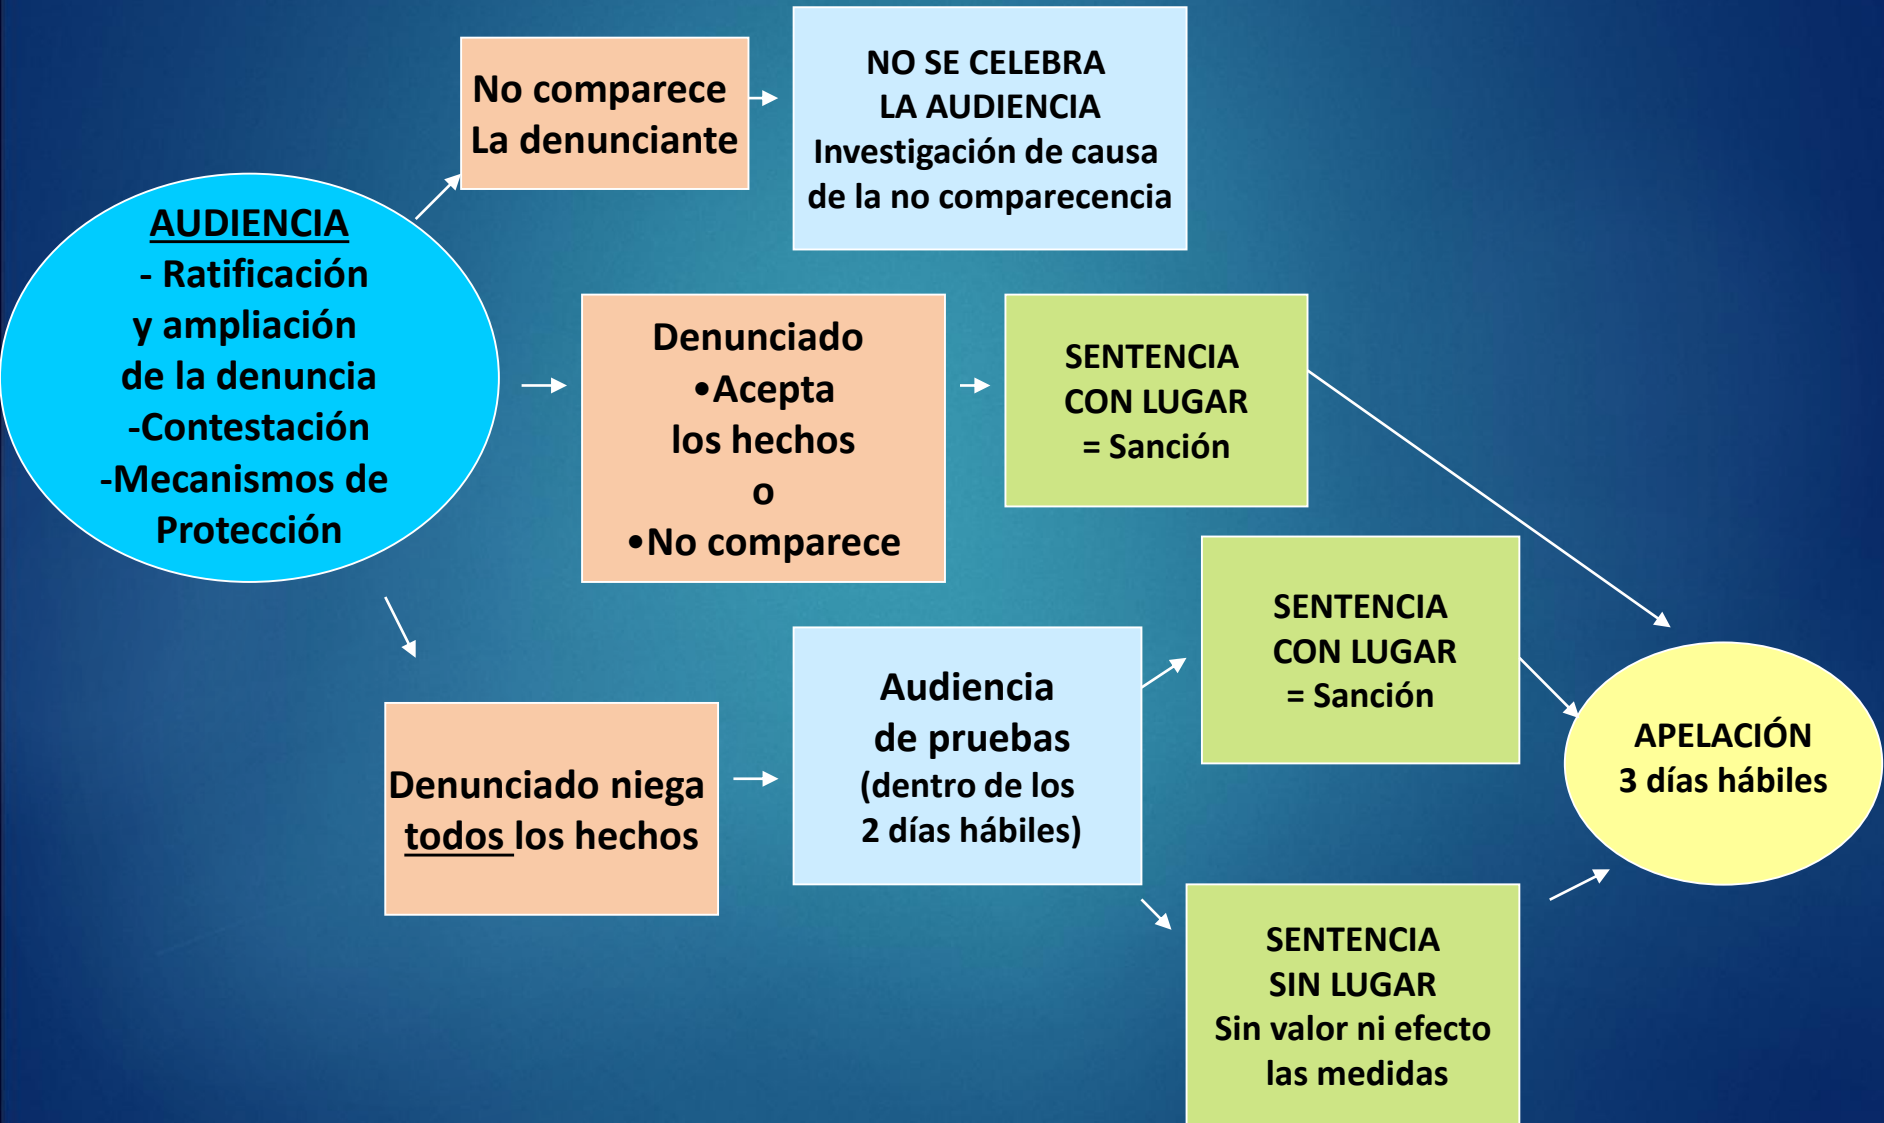 AUDIENCIA
- Ratificación
y ampliación
de la denuncia
-Contestación
-Mecanismos de
Protección
No comparece
La denunciante
NO SE CELEBRA
LA AUDIENCIA
Investigación de causa
de la no comparecencia
Denunciado
•Acepta
los hechos
o
•No comparece
SENTENCIA
CON LUGAR
= Sanción
Denunciado niega
todos los hechos
Audiencia
de pruebas
(dentro de los
2 días hábiles)
SENTENCIA
CON LUGAR
= Sanción
SENTENCIA
SIN LUGAR
Sin valor ni efecto
las medidas
APELACIÓN
3 días hábiles